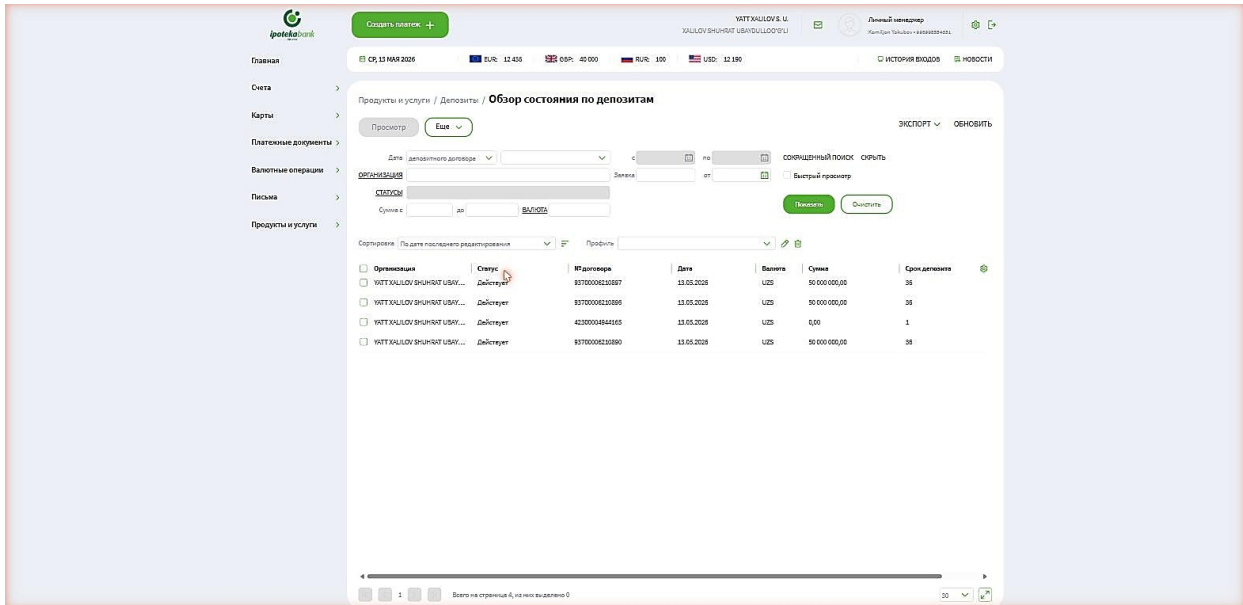 ipotekabank
Создать платеж +
YATT XALILOV S. U.
XALILOV SHUHRAT UBAYDULLOO'G'LI
Личный менеджер
Главная
Счета
Карты
Платежные документы
Валютные операции
Письма
Продукты и услуги
СР, 13 МАЯ 2026
EUR: 12 436
GBP: 40 000
RUR: 100
USD: 12 190
ИСТОРИЯ ВХОДОВ
НОВОСТИ
Продукты и услуги / Депозиты / Обзор состояния по депозитам
Просмотр
Еще
ЭКСПОРТ
ОБНОВИТЬ
Дата депозитного договора с по
СОКРАЩЕННЫЙ ПОИСК СКРЫТЬ
ОРГАНИЗАЦИЯ Заявка от
Быстрый просмотр
СТАТУСЫ
Показать Очистить
Сумма с до ВАЛЮТА
Сортировка По дате последнего редактирования Профиль
Организация Статус № договора Дата Валюта Сумма Срок депозита
YATT XALILOV SHUHRAT UBAY... Действует 93700006210897 13.05.2026 UZS 50 000 000,00 36
YATT XALILOV SHUHRAT UBAY... Действует 93700006210896 13.05.2026 UZS 50 000 000,00 36
YATT XALILOV SHUHRAT UBAY... Действует 42300004944165 13.05.2026 UZS 0,00 1
YATT XALILOV SHUHRAT UBAY... Действует 93700006210890 13.05.2026 UZS 50 000 000,00 36
1 Всего на странице 4, из них выделено 0
30